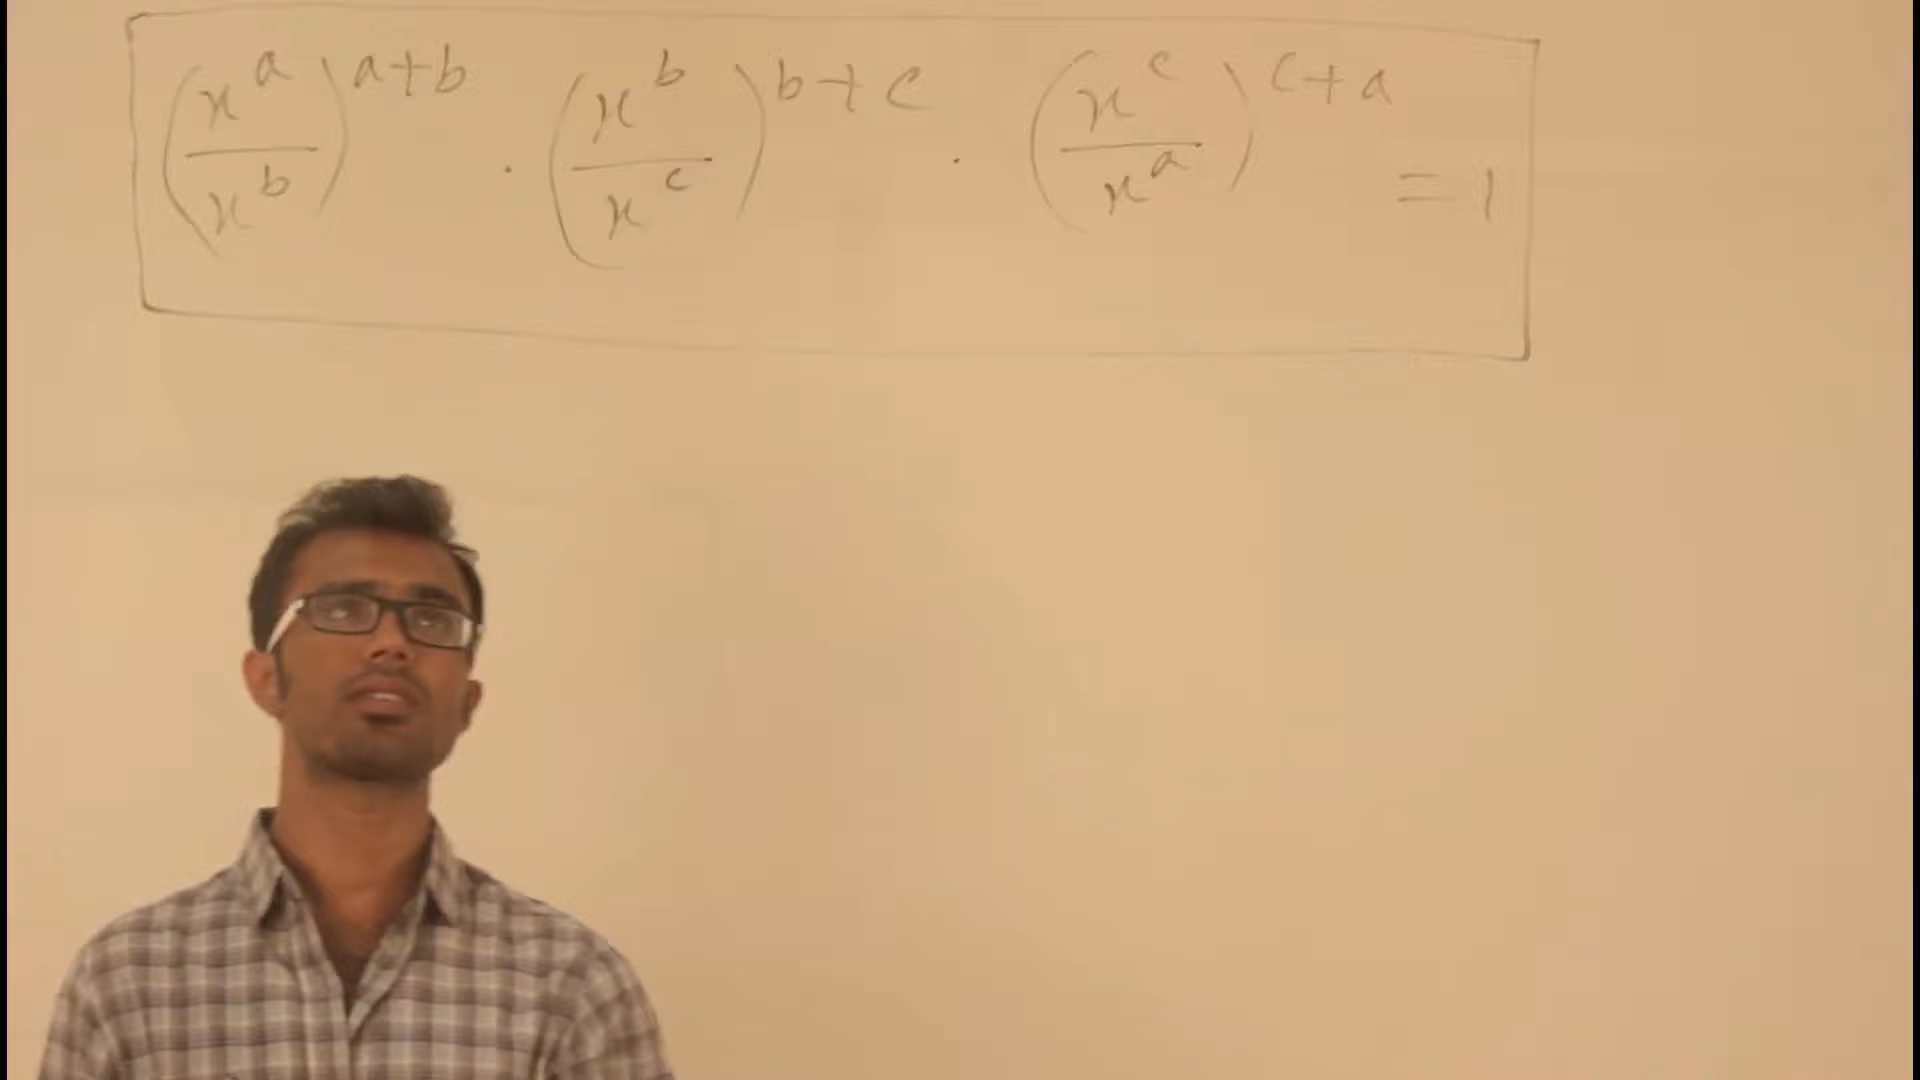 (x^a/x^b)^{a+b} · (x^b/x^c)^{b+c} · (x^c/x^a)^{c+a} = 1